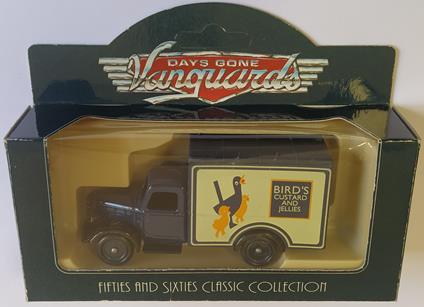 DAYS GONE
Vanguards
BIRD'S
CUSTARD
AND
JELLIES
FIFTIES AND SIXTIES CLASSIC COLLECTION